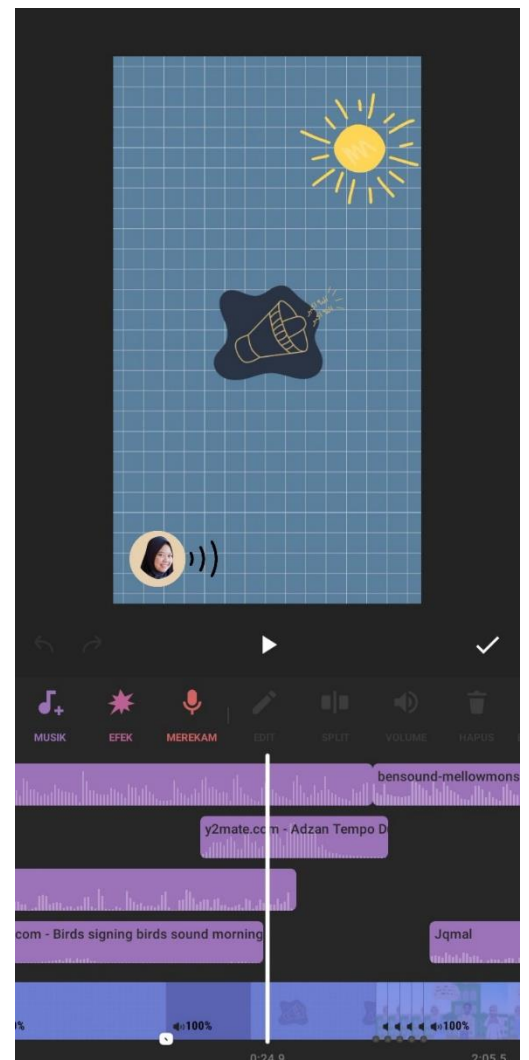 MUSIK EFEK MEREKAM EDIT SPLIT VOLUME HAPUS
bensound-mellowmons
y2mate.com - Adzan Tempo D
com - Birds signing birds sound morning
Jqmal
% 100% 100%
0:24.9 2:05.5